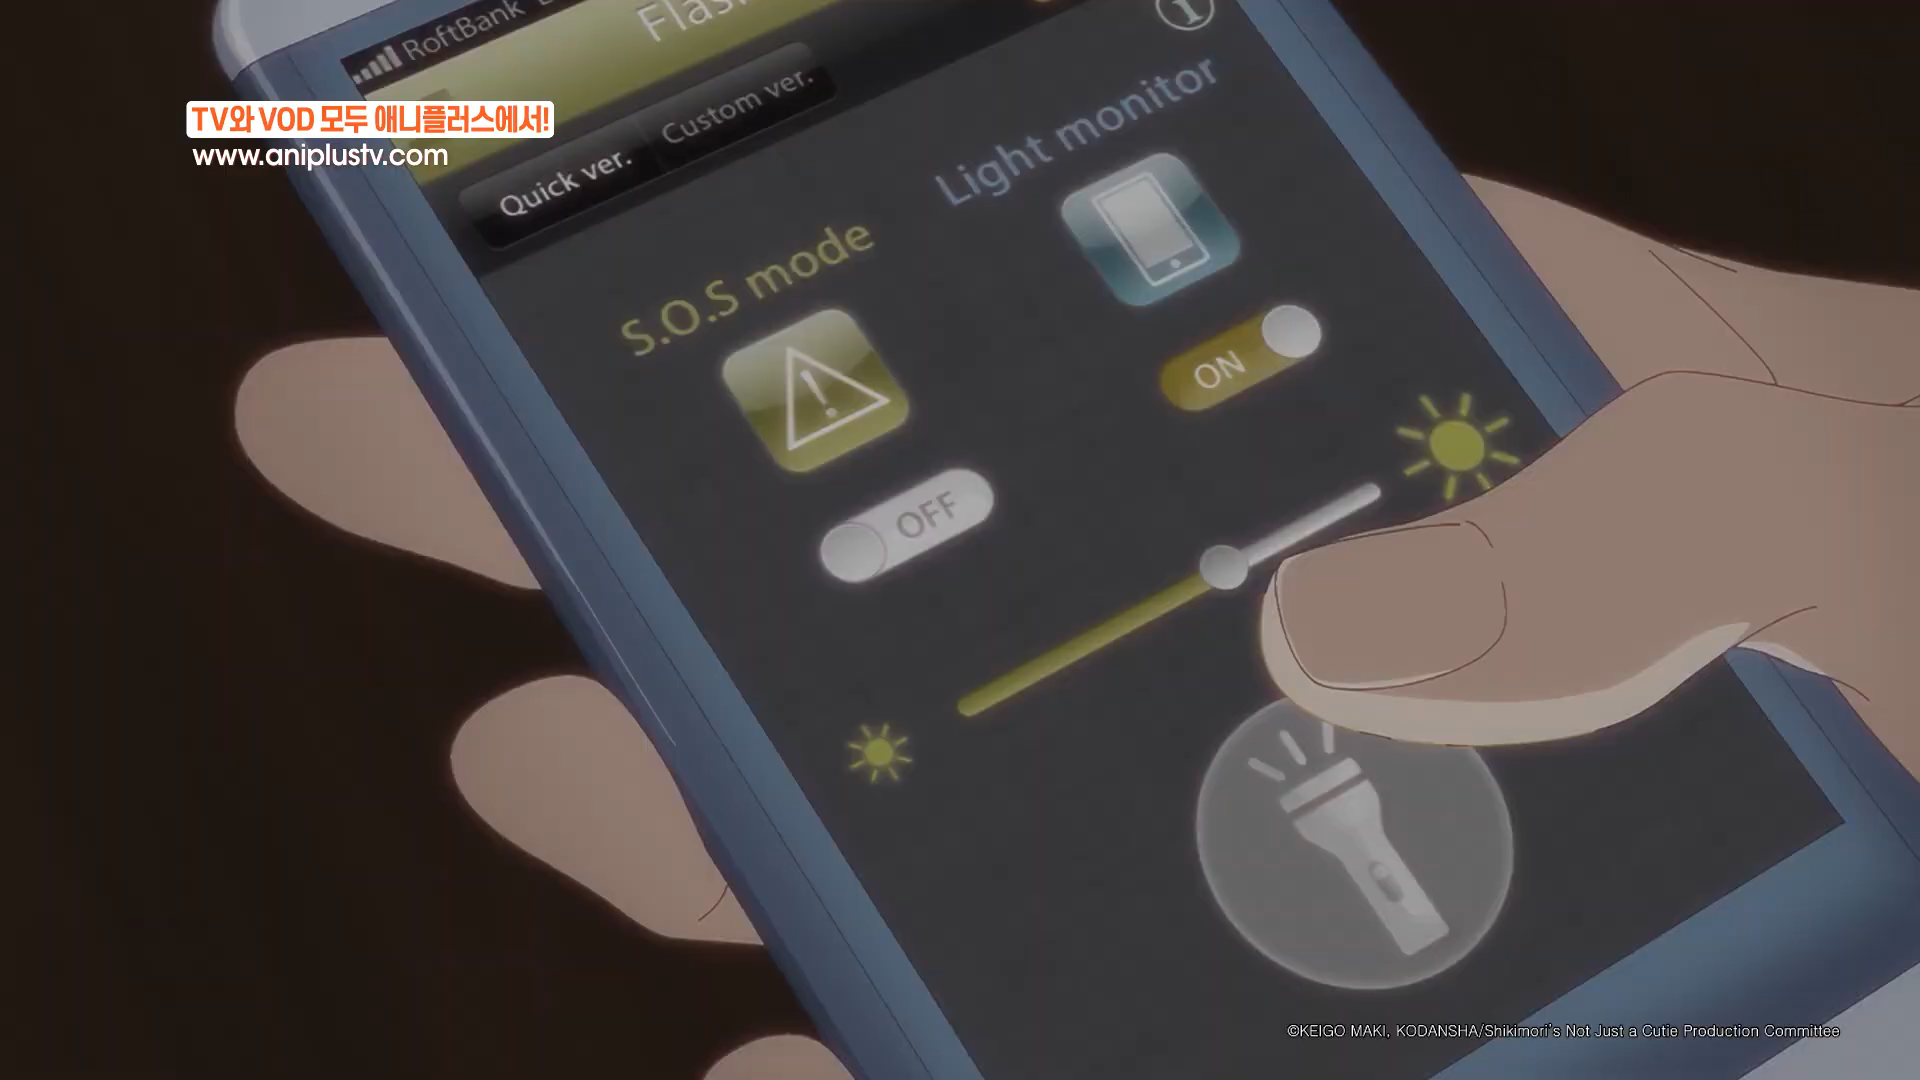 RoftBank
TV와 VOD 모두 애니플러스에서!
www.aniplustv.com
Quick ver.
Custom ver.
Light monitor
S.O.S mode
ON
OFF
©KEIGO MAKI, KODANSHA/Shikimori's Not Just a Cutie Production Committee